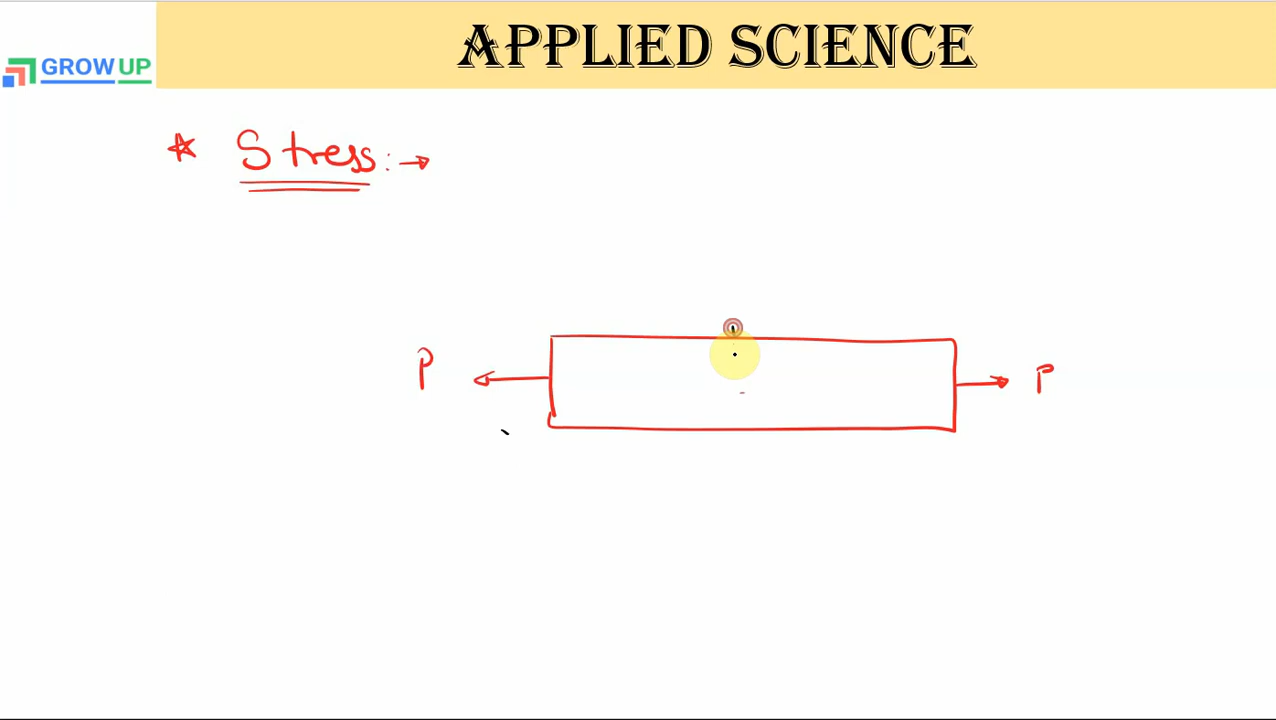 APPLIED SCIENCE
GROW UP
* Stress: →
P P